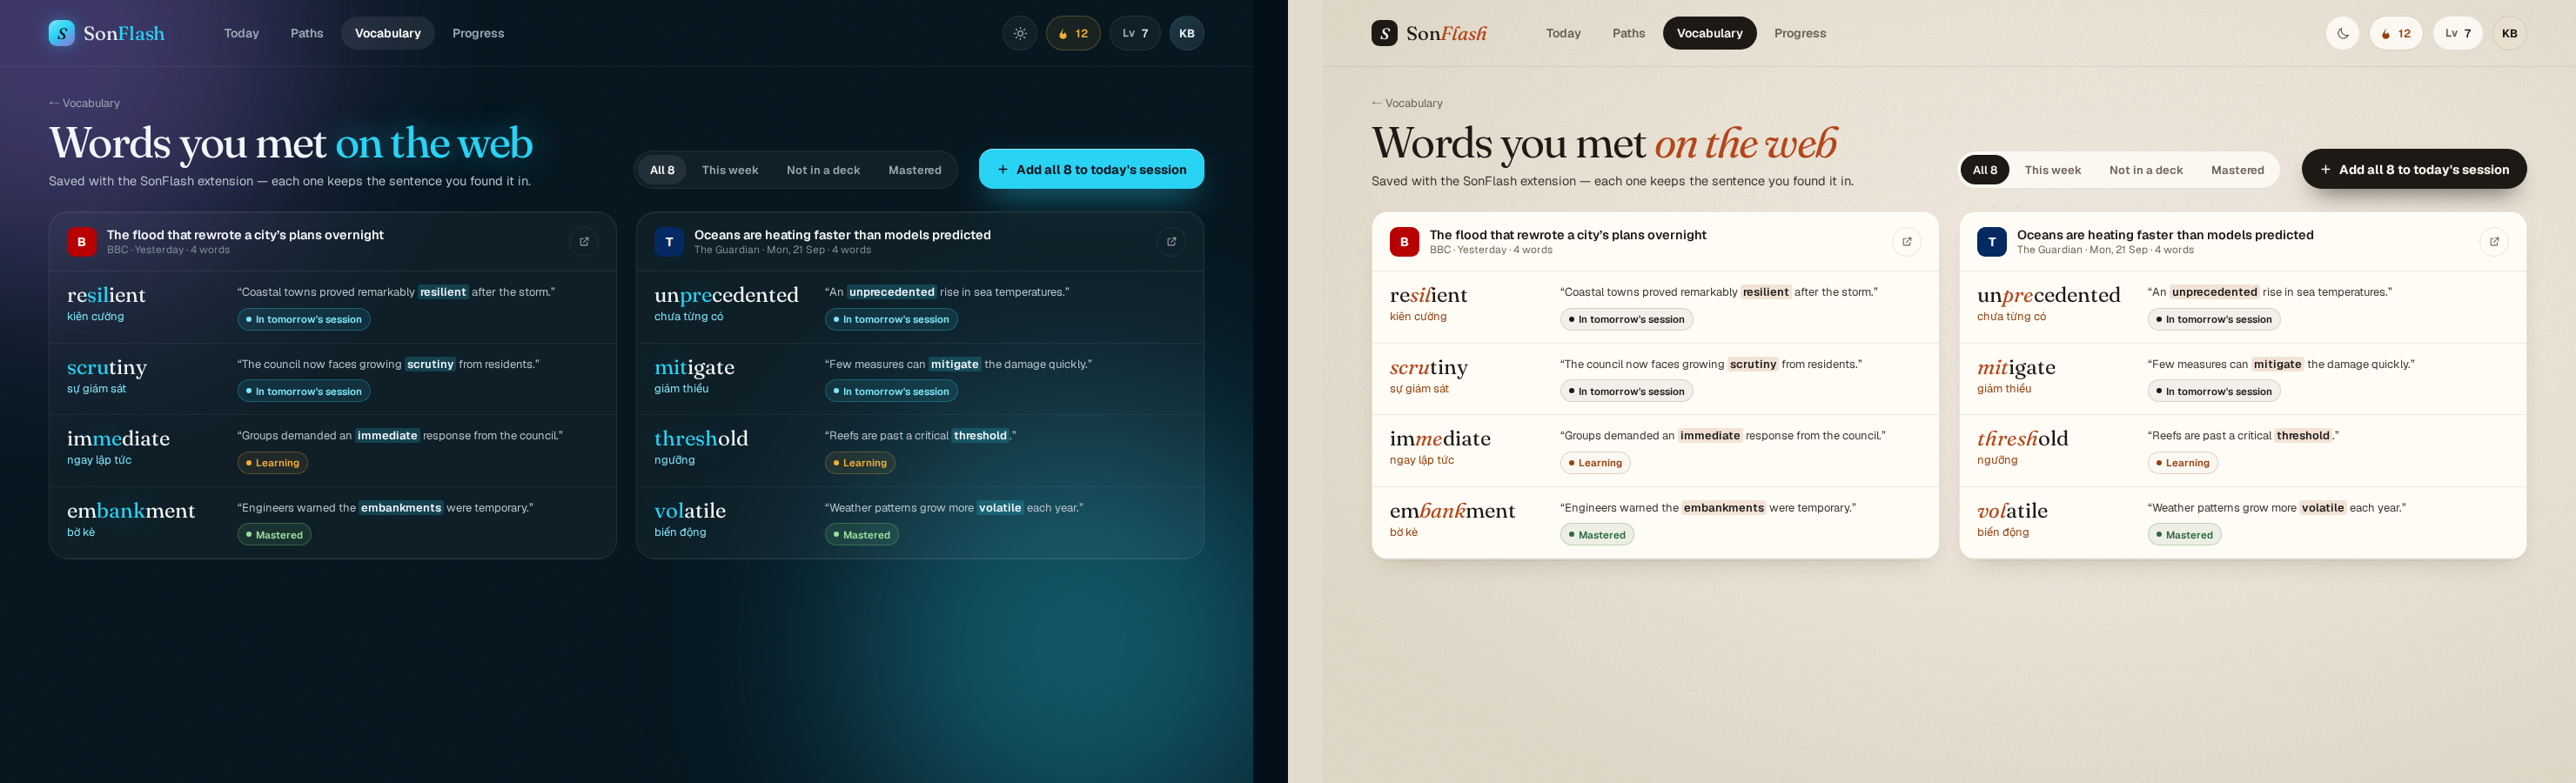 S SonFlash Today Paths Vocabulary Progress 12 Lv 7 KB
← Vocabulary
Words you met on the web
Saved with the SonFlash extension — each one keeps the sentence you found it in.
All 8 This week Not in a deck Mastered + Add all 8 to today's session
B The flood that rewrote a city's plans overnight
BBC · Yesterday · 4 words
resilient "Coastal towns proved remarkably resilient after the storm."
kiên cường In tomorrow's session
scrutiny "The council now faces growing scrutiny from residents."
sự giám sát In tomorrow's session
immediate "Groups demanded an immediate response from the council."
ngay lập tức Learning
embankment "Engineers warned the embankments were temporary."
bờ kè Mastered
T Oceans are heating faster than models predicted
The Guardian · Mon, 21 Sep · 4 words
unprecedented "An unprecedented rise in sea temperatures."
chưa từng có In tomorrow's session
mitigate "Few measures can mitigate the damage quickly."
giảm thiểu In tomorrow's session
threshold "Reefs are past a critical threshold."
ngưỡng Learning
volatile "Weather patterns grow more volatile each year."
biến động Mastered
S SonFlash Today Paths Vocabulary Progress 12 Lv 7 KB
← Vocabulary
Words you met on the web
Saved with the SonFlash extension — each one keeps the sentence you found it in.
All 8 This week Not in a deck Mastered + Add all 8 to today's session
B The flood that rewrote a city's plans overnight
BBC · Yesterday · 4 words
resilient "Coastal towns proved remarkably resilient after the storm."
kiên cường In tomorrow's session
scrutiny "The council now faces growing scrutiny from residents."
sự giám sát In tomorrow's session
immediate "Groups demanded an immediate response from the council."
ngay lập tức Learning
embankment "Engineers warned the embankments were temporary."
bờ kè Mastered
T Oceans are heating faster than models predicted
The Guardian · Mon, 21 Sep · 4 words
unprecedented "An unprecedented rise in sea temperatures."
chưa từng có In tomorrow's session
mitigate "Few measures can mitigate the damage quickly."
giảm thiểu In tomorrow's session
threshold "Reefs are past a critical threshold."
ngưỡng Learning
volatile "Weather patterns grow more volatile each year."
biến động Mastered